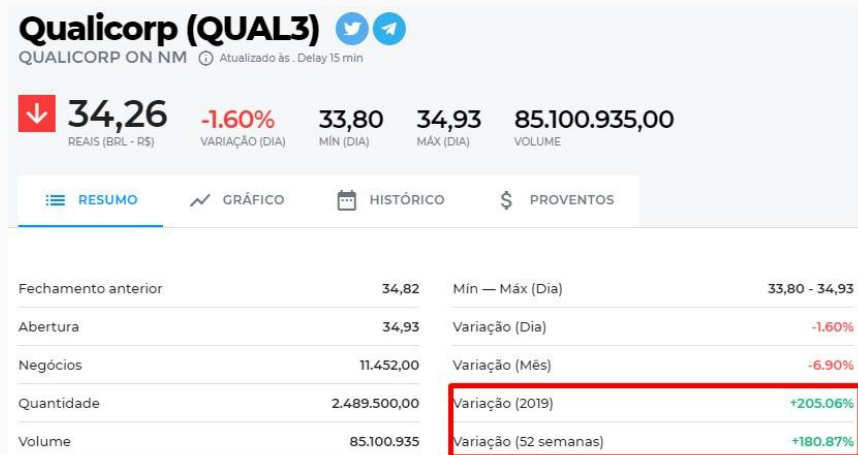 Qualicorp (QUAL3)
QUALICORP ON NM Atualizado às . Delay 15 min
34,26 -1.60% 33,80 34,93 85.100.935,00
REAIS (BRL - R$) VARIAÇÃO (DIA) MÍN (DIA) MÁX (DIA) VOLUME
RESUMO GRÁFICO HISTÓRICO $ PROVENTOS
Fechamento anterior 34,82 Mín — Máx (Dia) 33,80 - 34,93
Abertura 34,93 Variação (Dia) -1.60%
Negócios 11.452,00 Variação (Mês) -6.90%
Quantidade 2.489.500,00 Variação (2019) +205.06%
Volume 85.100.935 Variação (52 semanas) +180.87%